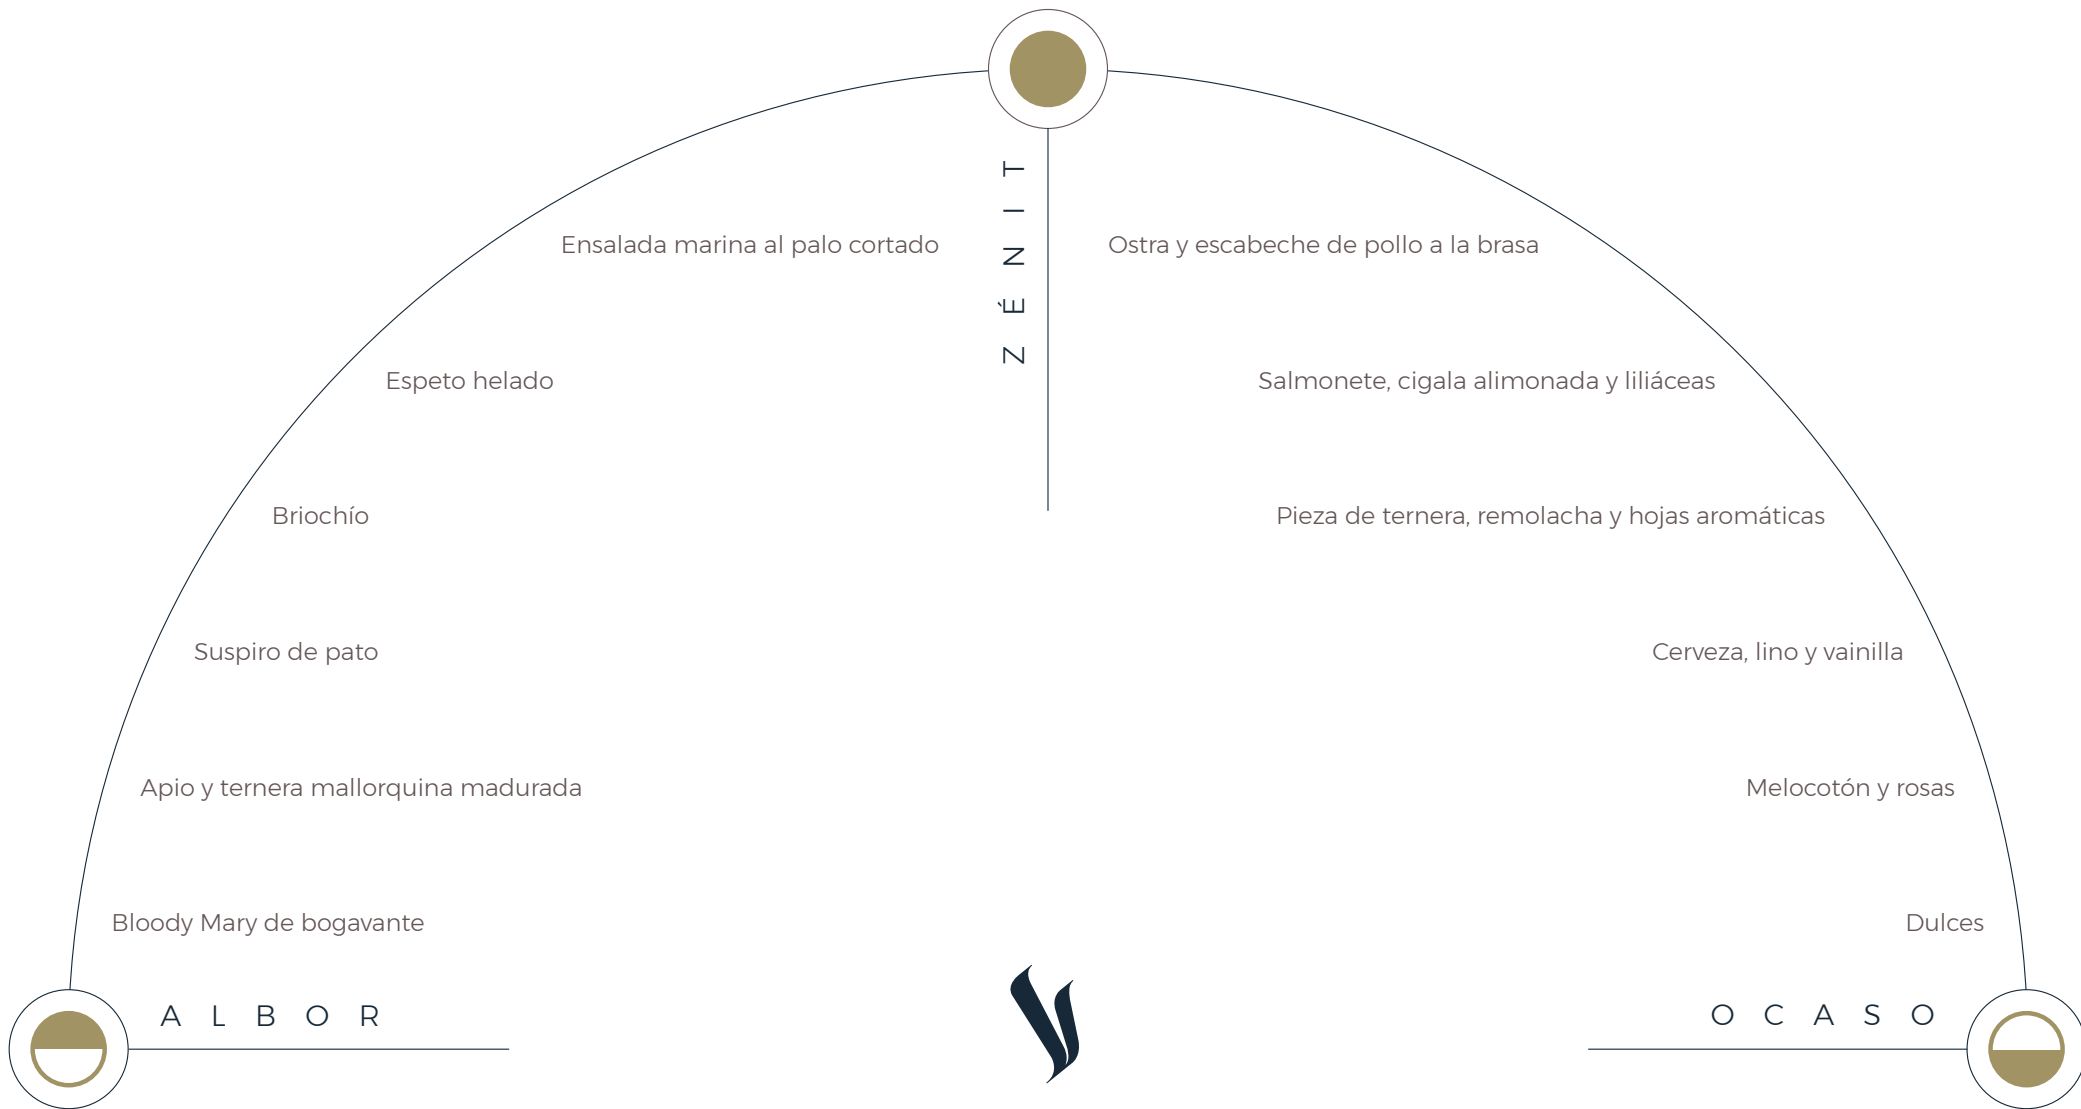 ZÉNIT
Ensalada marina al palo cortado
Ostra y escabeche de pollo a la brasa
Espeto helado
Salmonete, cigala alimonada y liliáceas
Briochío
Pieza de ternera, remolacha y hojas aromáticas
Suspiro de pato
Cerveza, lino y vainilla
Apio y ternera mallorquina madurada
Melocotón y rosas
Bloody Mary de bogavante
Dulces
ALBOR
OCASO